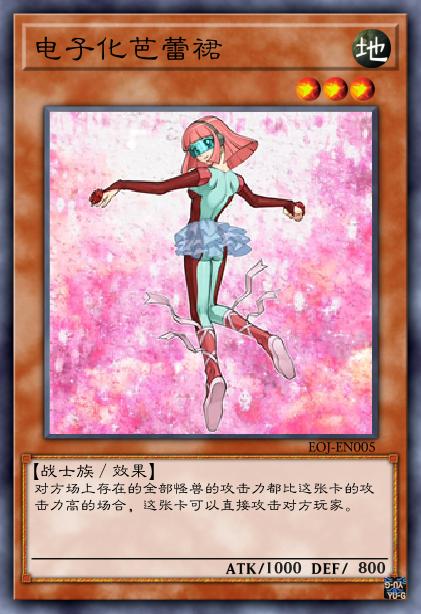 电子化芭蕾裙
地
EOJ-EN005
【战士族 / 效果】
对方场上存在的全部怪兽的攻击力都比这张卡的攻
击力高的场合，这张卡可以直接攻击对方玩家。
ATK/1000 DEF/ 800
YU-G